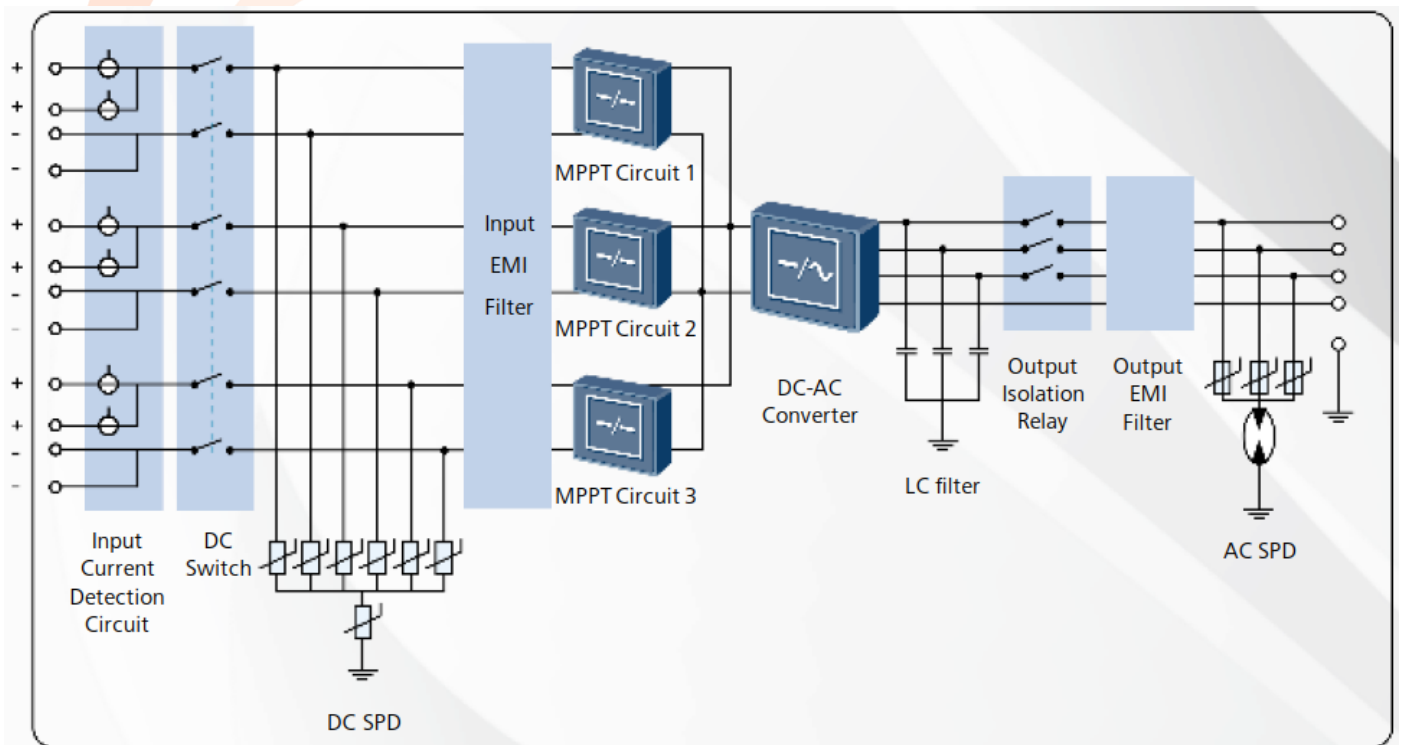 +
+
-
-
+
+
-
-
+
+
-
-
Input
Current
Detection
Circuit
DC
Switch
DC SPD
Input
EMI
Filter
MPPT Circuit 1
MPPT Circuit 2
MPPT Circuit 3
DC-AC
Converter
LC filter
Output
Isolation
Relay
Output
EMI
Filter
AC SPD